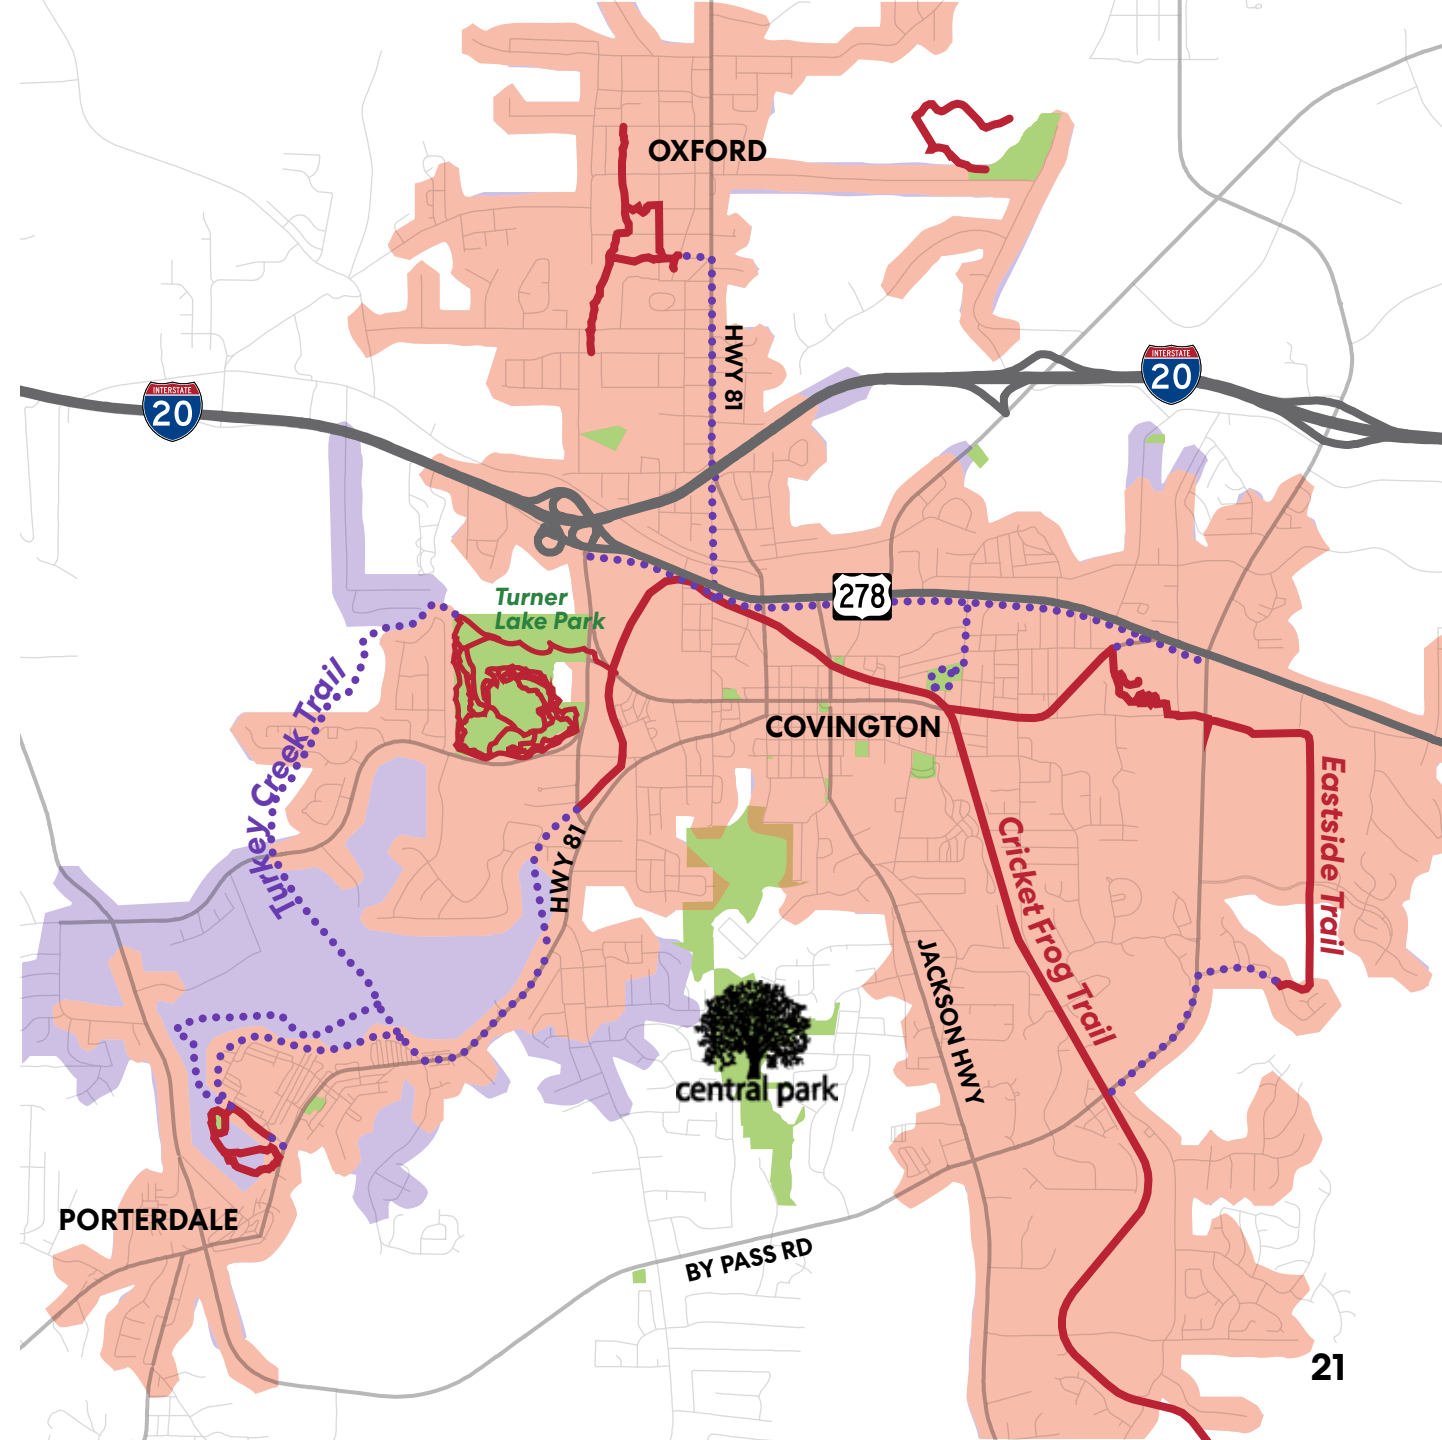 OXFORD
HWY 81
INTERSTATE
20
INTERSTATE
20
Turner
Lake Park
278
Turkey Creek Trail
COVINGTON
Eastside Trail
HWY 81
Cricket Frog Trail
JACKSON HWY
central park
PORTERDALE
BY PASS RD
21